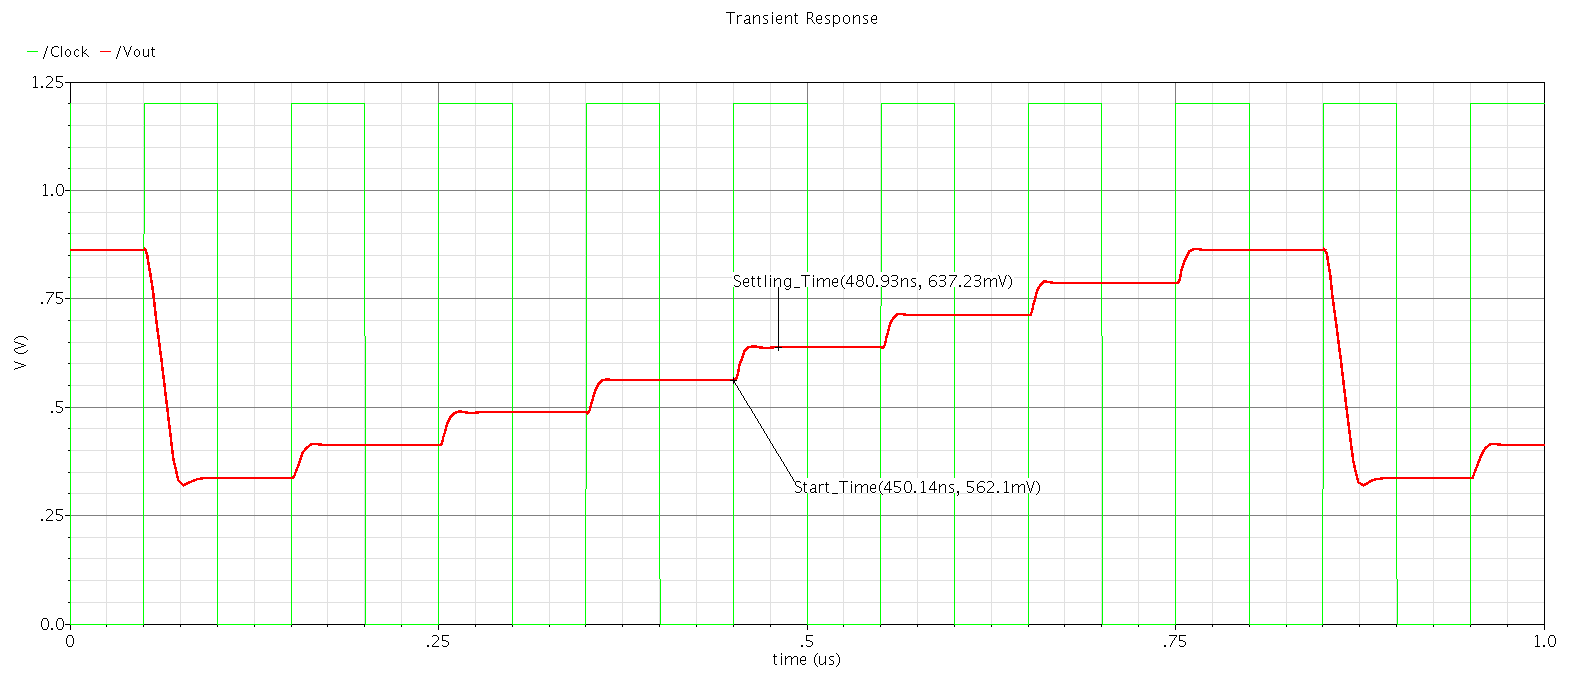 Transient Response
/Clock /Vout
1.25
1.0
.75
.5
.25
0.0
V (V)
Settling_Time(480.93ns, 637.23mV)
Start_Time(450.14ns, 562.1mV)
0 .25 .5 .75 1.0
time (us)